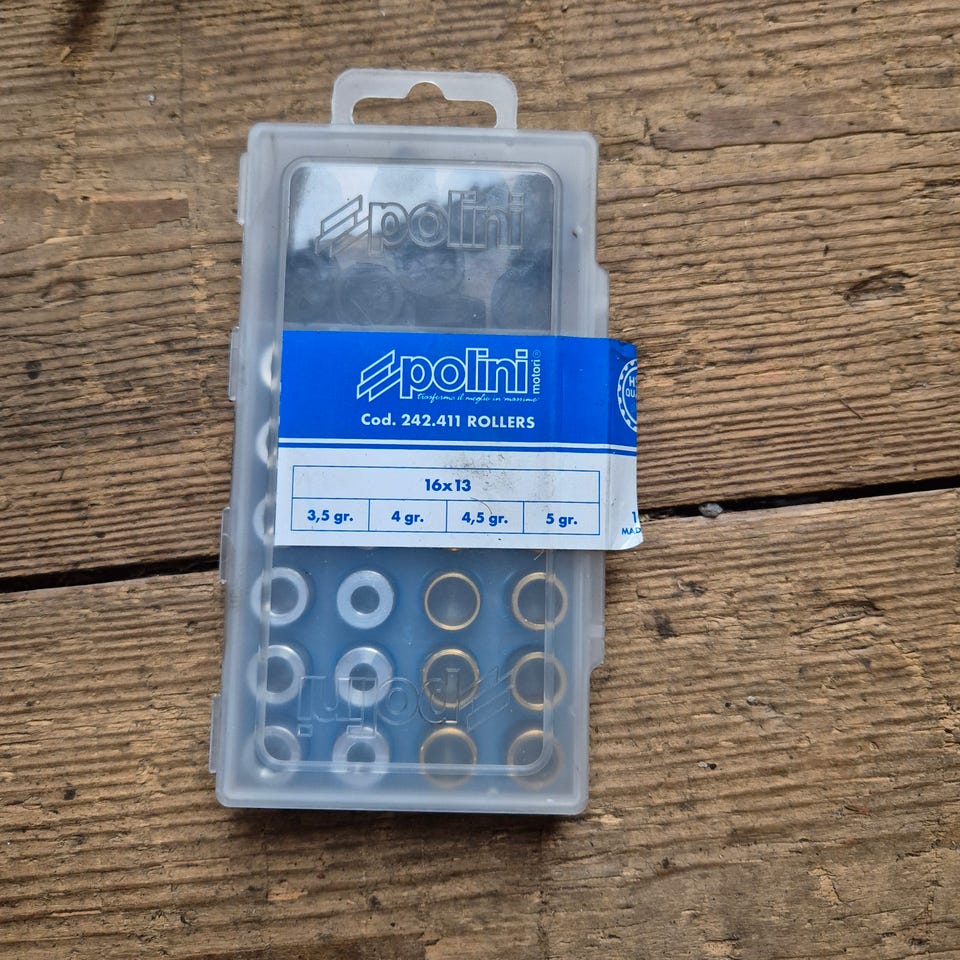 polini
polini motori®
trasforma il meglio in "massimo"
Cod. 242.411 ROLLERS
16x13
3,5 gr. 4 gr. 4,5 gr. 5 gr.
polini